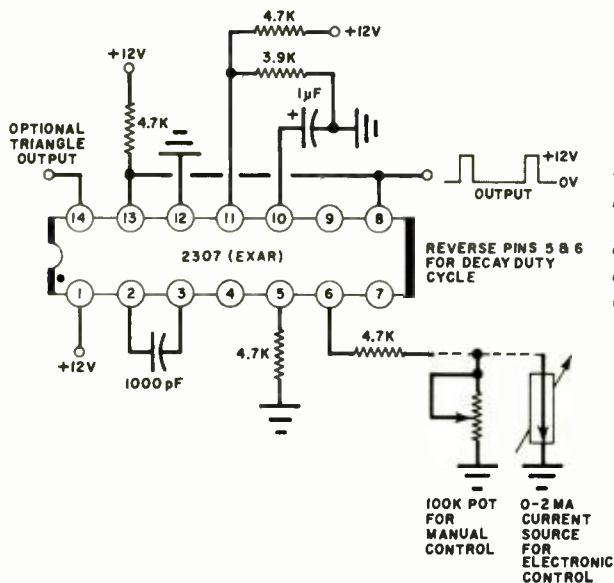 4.7K
+12V
3.9K
+12V
1µF
+
4.7K
OPTIONAL
TRIANGLE
OUTPUT
+12V
0V
OUTPUT
14
13
12
11
10
9
8
2307 (EXAR)
REVERSE PINS 5 & 6
FOR DECAY DUTY
CYCLE
1
2
3
4
5
6
7
+12V
1000 pF
4.7K
4.7K
100K POT
FOR
MANUAL
CONTROL
0-2 MA
CURRENT
SOURCE
FOR
ELECTRONIC
CONTROL